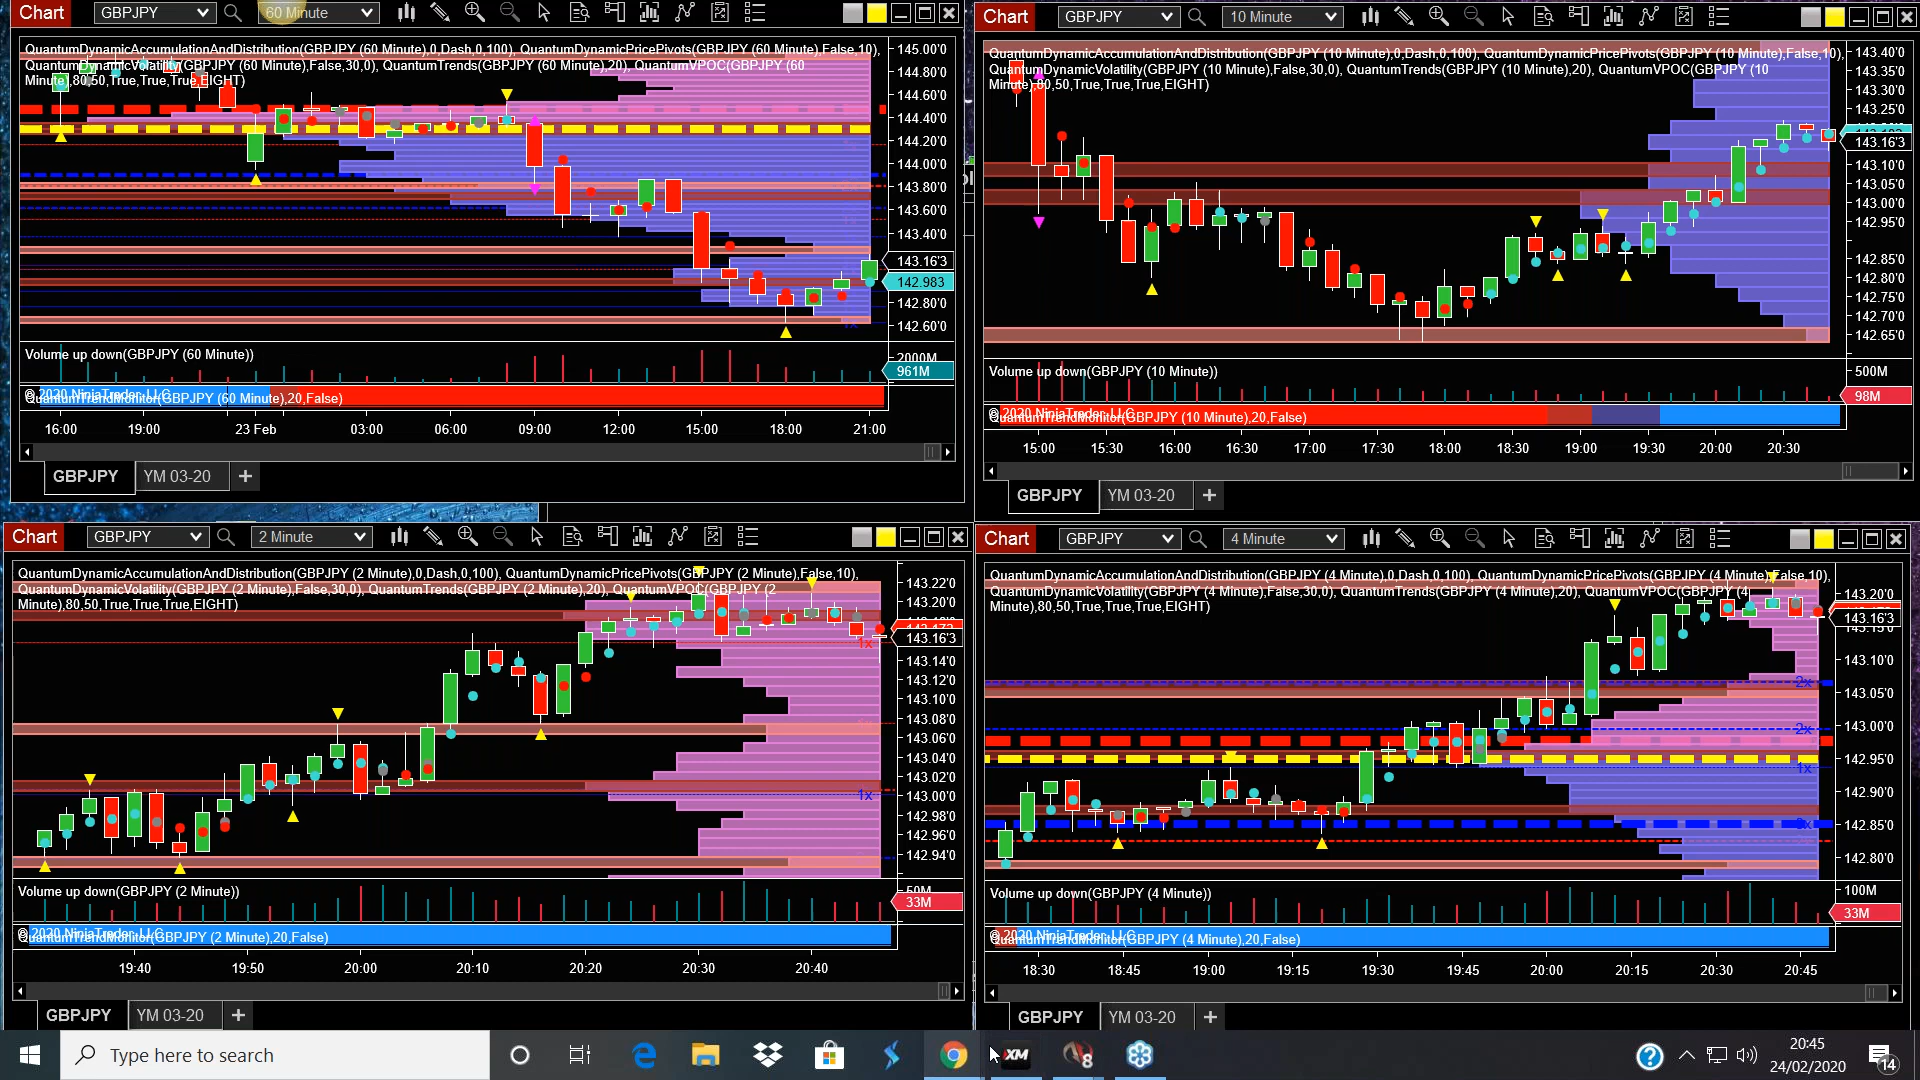 Chart GBPJPY 60 Minute
QuantumDynamicAccumulationAndDistribution(GBPJPY (60 Minute),0,Dash,0,100), QuantumDynamicPricePivots(GBPJPY (60 Minute),False,10),
QuantumDynamicVolatility(GBPJPY (60 Minute),False,30,0), QuantumTrends(GBPJPY (60 Minute),20), QuantumVPOC(GBPJPY (60
Minute),80,50,True,True,True,EIGHT)
145.00'0
144.80'0
144.60'0
144.40'0
144.20'0
144.00'0
143.80'0
143.60'0
143.40'0
143.16'3
142.983
142.80'0
142.60'0
Volume up down(GBPJPY (60 Minute))
2000M
961M
© 2020 NinjaTrader, LLC
QuantumTrendMonitor(GBPJPY (60 Minute),20,False)
16:00 19:00 23 Feb 03:00 06:00 09:00 12:00 15:00 18:00 21:00
GBPJPY YM 03-20 +
Chart GBPJPY 10 Minute
QuantumDynamicAccumulationAndDistribution(GBPJPY (10 Minute),0,Dash,0,100), QuantumDynamicPricePivots(GBPJPY (10 Minute),False,10),
QuantumDynamicVolatility(GBPJPY (10 Minute),False,30,0), QuantumTrends(GBPJPY (10 Minute),20), QuantumVPOC(GBPJPY (10
Minute),80,50,True,True,True,EIGHT)
143.40'0
143.35'0
143.30'0
143.25'0
143.16'3
143.10'0
143.05'0
143.00'0
142.95'0
142.85'0
142.80'0
142.75'0
142.70'0
142.65'0
Volume up down(GBPJPY (10 Minute))
500M
98M
© 2020 NinjaTrader, LLC
QuantumTrendMonitor(GBPJPY (10 Minute),20,False)
15:00 15:30 16:00 16:30 17:00 17:30 18:00 18:30 19:00 19:30 20:00 20:30
GBPJPY YM 03-20 +
Chart GBPJPY 2 Minute
QuantumDynamicAccumulationAndDistribution(GBPJPY (2 Minute),0,Dash,0,100), QuantumDynamicPricePivots(GBPJPY (2 Minute),False,10),
QuantumDynamicVolatility(GBPJPY (2 Minute),False,30,0), QuantumTrends(GBPJPY (2 Minute),20), QuantumVPOC(GBPJPY (2
Minute),80,50,True,True,True,EIGHT)
143.22'0
143.20'0
143.16'3
1x
143.14'0
143.12'0
143.10'0
143.08'0
143.06'0
143.04'0
143.02'0
1x
143.00'0
142.98'0
142.96'0
142.94'0
Volume up down(GBPJPY (2 Minute))
50M
33M
© 2020 NinjaTrader, LLC
QuantumTrendMonitor(GBPJPY (2 Minute),20,False)
19:40 19:50 20:00 20:10 20:20 20:30 20:40
GBPJPY YM 03-20 +
Chart GBPJPY 4 Minute
QuantumDynamicAccumulationAndDistribution(GBPJPY (4 Minute),0,Dash,0,100), QuantumDynamicPricePivots(GBPJPY (4 Minute),False,10),
QuantumDynamicVolatility(GBPJPY (4 Minute),False,30,0), QuantumTrends(GBPJPY (4 Minute),20), QuantumVPOC(GBPJPY (4
Minute),80,50,True,True,True,EIGHT)
143.20'0
143.16'3
143.15'0
143.10'0
2x
143.05'0
2x
143.00'0
142.95'0
1x
142.90'0
142.85'0
142.80'0
Volume up down(GBPJPY (4 Minute))
100M
33M
© 2020 NinjaTrader, LLC
QuantumTrendMonitor(GBPJPY (4 Minute),20,False)
18:30 18:45 19:00 19:15 19:30 19:45 20:00 20:15 20:30 20:45
GBPJPY YM 03-20 +
Type here to search
XM
8
20:45
24/02/2020
14